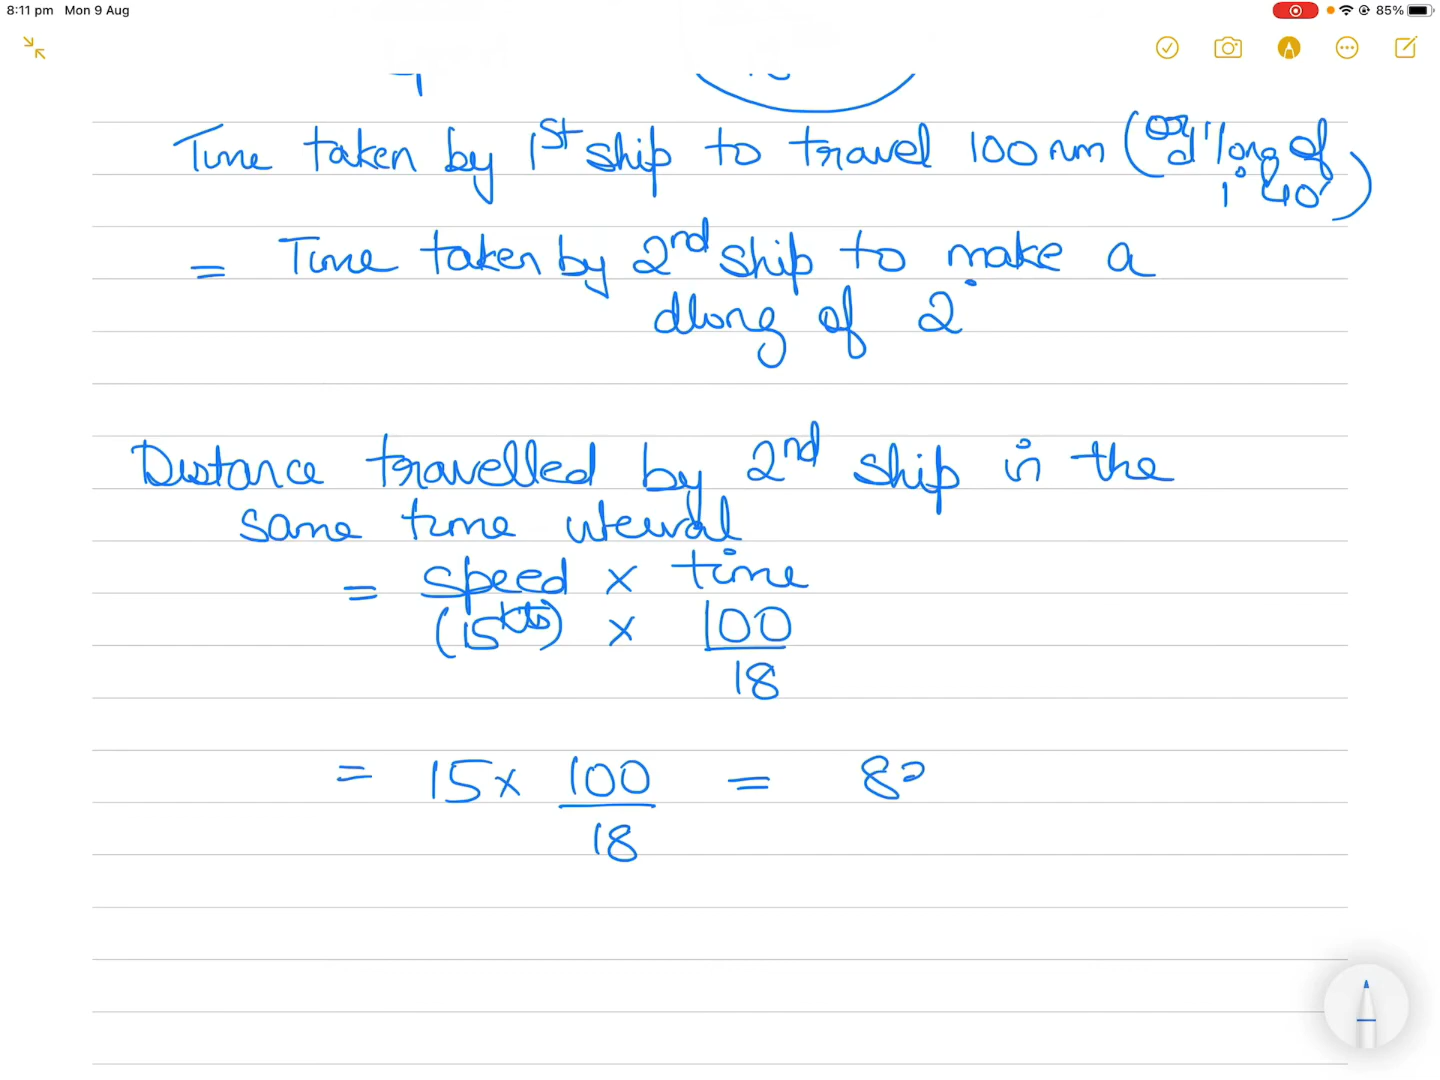 8:11 pm Mon 9 Aug 85%
Time taken by 1st ship to travel 100 nm (or d'long of 1° 40')
= Time taken by 2nd ship to make a
dlong of 2°
Distance travelled by 2nd ship in the
same time interval
= speed × time
(15kts) × 100/18
= 15 × 100/18 = 8